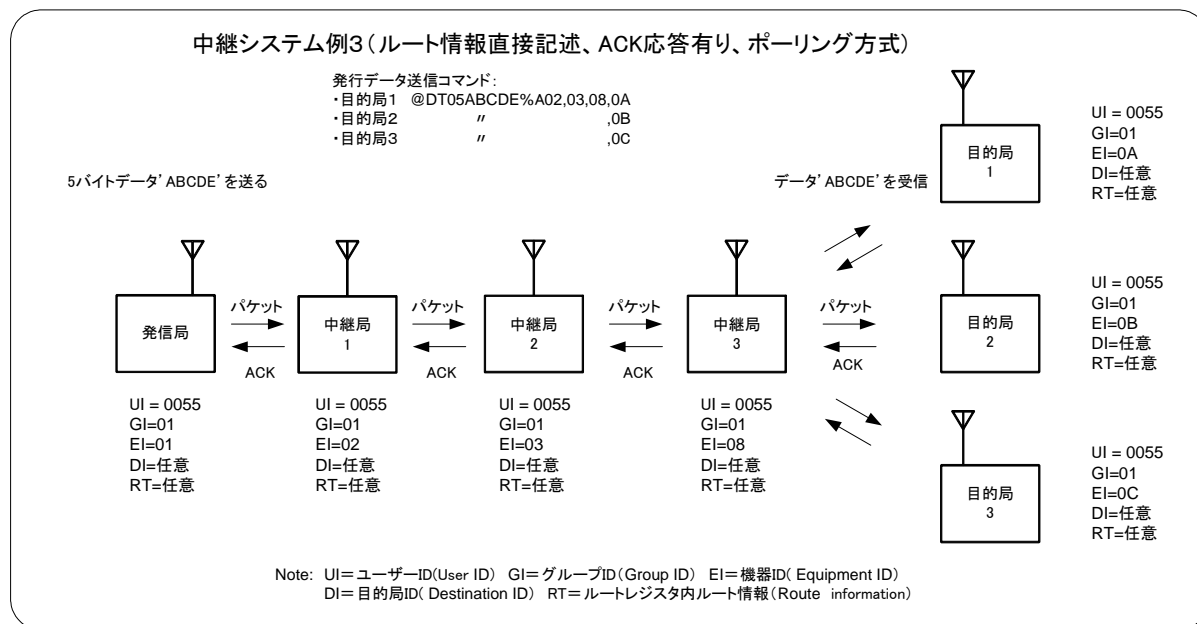 中継システム例3(ルート情報直接記述、ACK応答有り、ポーリング方式)
発行データ送信コマンド:
・目的局1 @DT05ABCDE%A02,03,08,0A
・目的局2 〃 ,0B
・目的局3 〃 ,0C
5バイトデータ'ABCDE'を送る
データ'ABCDE'を受信
目的局
1
UI = 0055
GI=01
EI=0A
DI=任意
RT=任意
発信局
パケット
ACK
中継局
1
パケット
ACK
中継局
2
パケット
ACK
中継局
3
パケット
ACK
目的局
2
UI = 0055
GI=01
EI=0B
DI=任意
RT=任意
UI = 0055
GI=01
EI=01
DI=任意
RT=任意
UI = 0055
GI=01
EI=02
DI=任意
RT=任意
UI = 0055
GI=01
EI=03
DI=任意
RT=任意
UI = 0055
GI=01
EI=08
DI=任意
RT=任意
目的局
3
UI = 0055
GI=01
EI=0C
DI=任意
RT=任意
Note: UI=ユーザーID(User ID) GI=グループID(Group ID) EI=機器ID( Equipment ID)
DI=目的局ID( Destination ID) RT=ルートレジスタ内ルート情報(Route information)